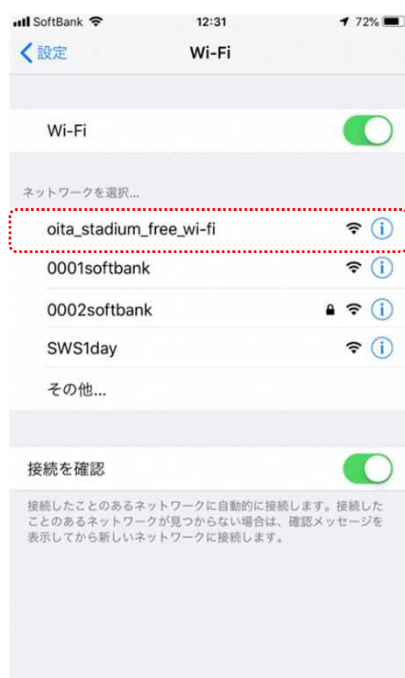 SoftBank 12:31 72%
設定 Wi-Fi
Wi-Fi
ネットワークを選択...
oita_stadium_free_wi-fi
0001softbank
0002softbank
SWS1day
その他...
接続を確認
接続したことのあるネットワークに自動的に接続します。接続した
ことのあるネットワークが見つからない場合は、確認メッセージを
表示してから新しいネットワークに接続します。